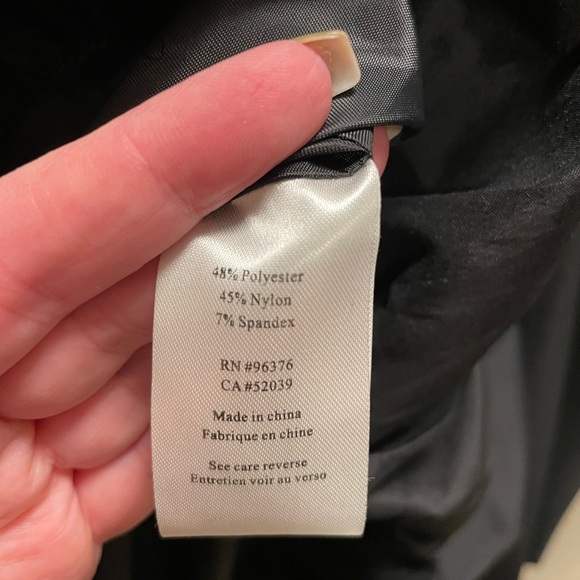 48% Polyester
45% Nylon
7% Spandex
RN #96376
CA #52039
Made in china
Fabrique en chine
See care reverse
Entretien voir au verso